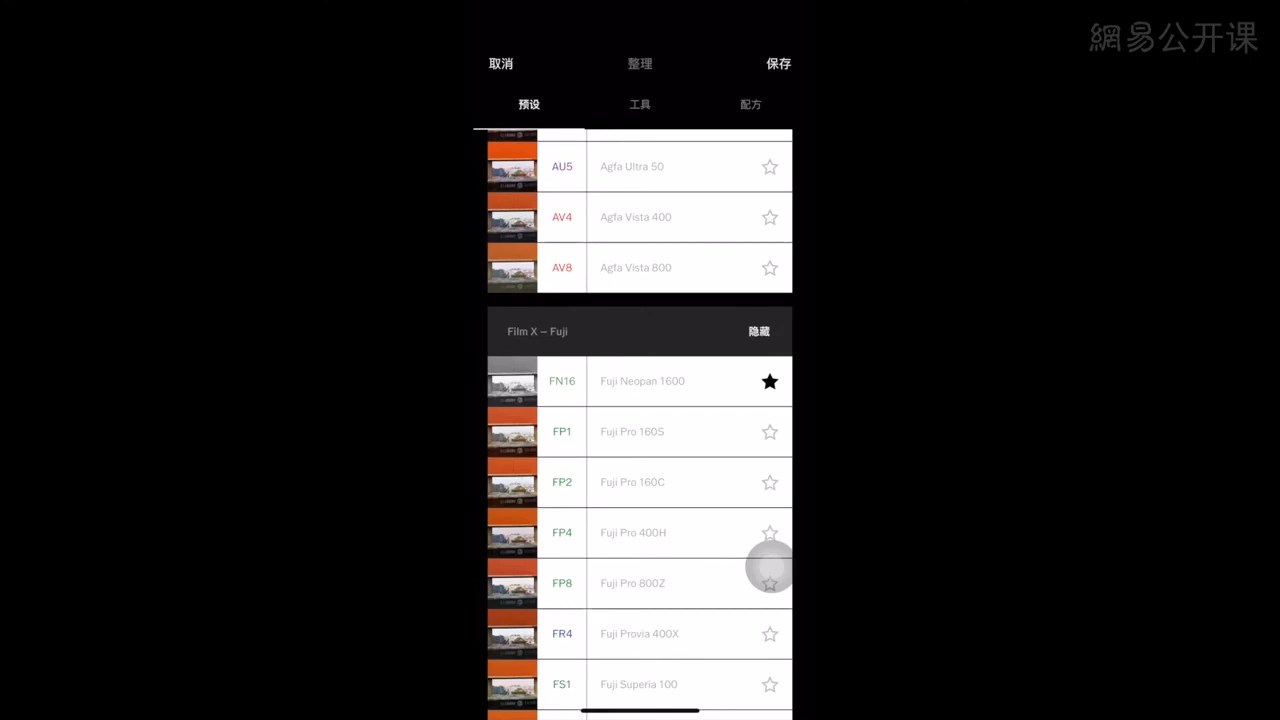 網易公开课
取消 整理 保存
预设 工具 配方
AU5 Agfa Ultra 50
AV4 Agfa Vista 400
AV8 Agfa Vista 800
Film X – Fuji 隐藏
FN16 Fuji Neopan 1600
FP1 Fuji Pro 160S
FP2 Fuji Pro 160C
FP4 Fuji Pro 400H
FP8 Fuji Pro 800Z
FR4 Fuji Provia 400X
FS1 Fuji Superia 100